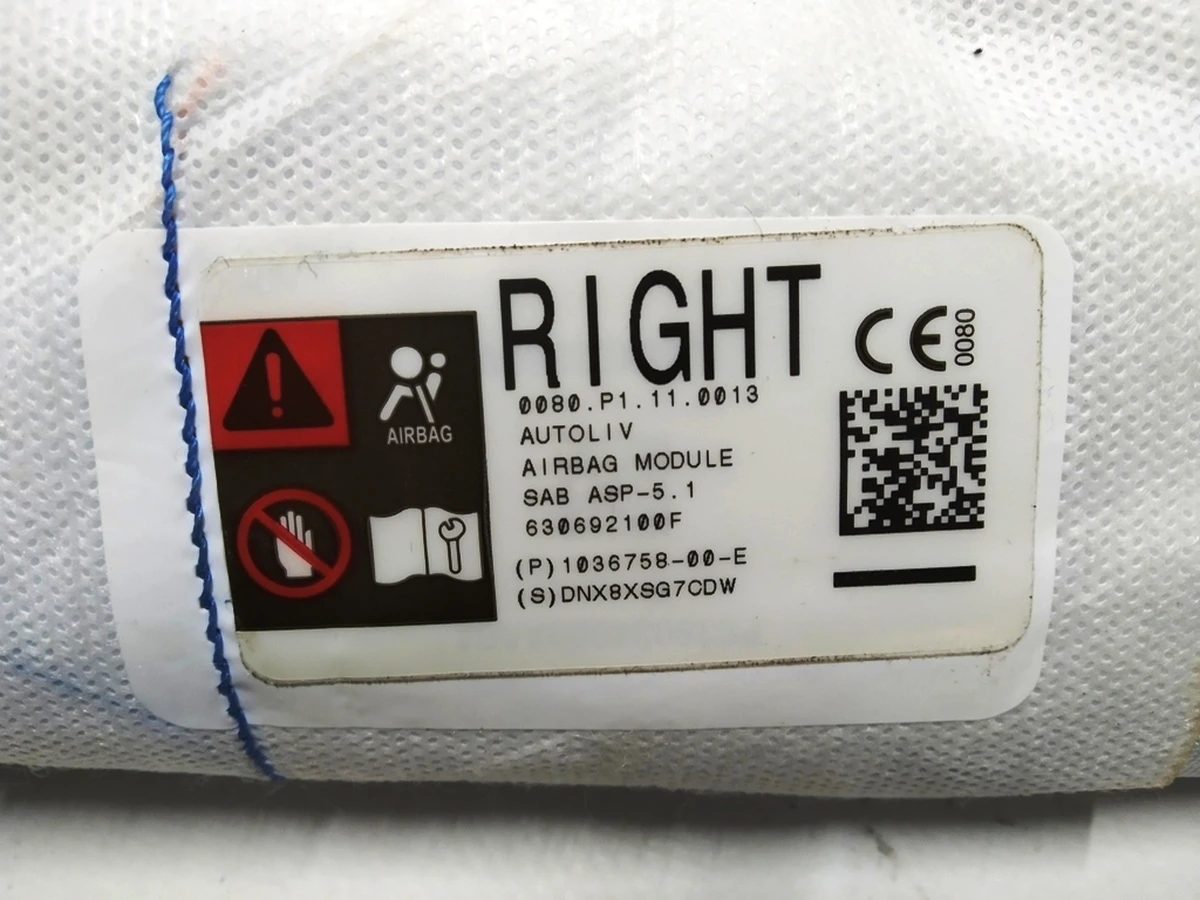 RIGHT
CE 0080
0080.P1.11.0013
AIRBAG
AUTOLIV
AIRBAG MODULE
SAB ASP-5.1
630692100F
(P)1036758-00-E
(S)DNX8XSG7CDW